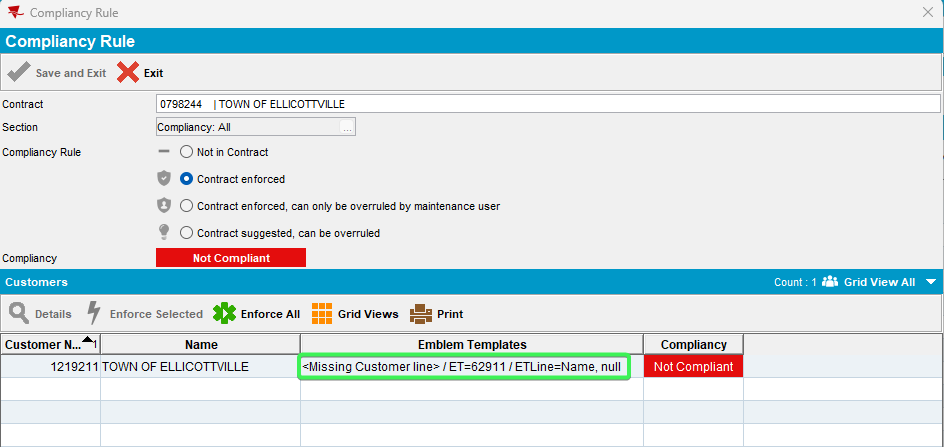 Compliancy Rule
Compliancy Rule
Save and Exit Exit
Contract 0798244 | TOWN OF ELLICOTTVILLE
Section Compliancy: All ...
Compliancy Rule Not in Contract
Contract enforced
Contract enforced, can only be overruled by maintenance user
Contract suggested, can be overruled
Compliancy Not Compliant
Customers Count : 1 Grid View All
Details Enforce Selected Enforce All Grid Views Print
Customer N... 1 Name Emblem Templates Compliancy
1219211 TOWN OF ELLICOTTVILLE <Missing Customer line> / ET=62911 / ETLine=Name, null Not Compliant